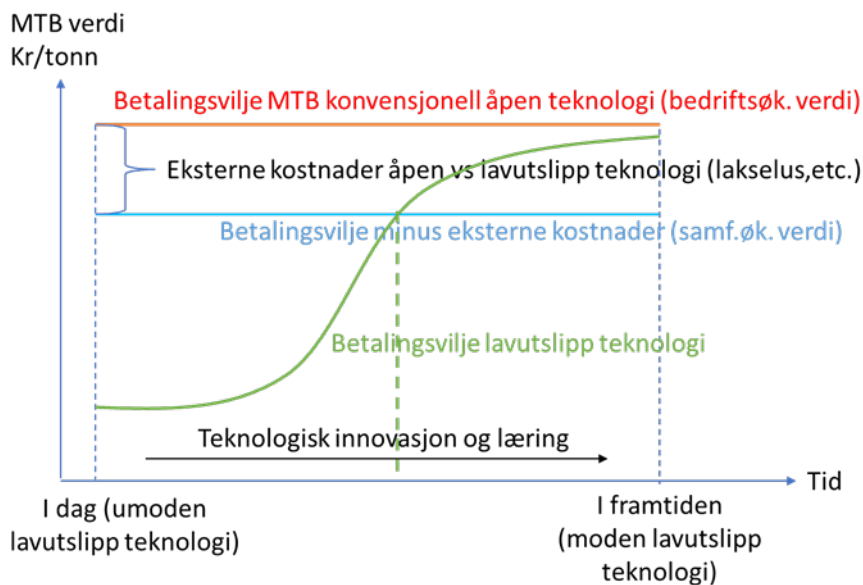 MTB verdi
Kr/tonn
Betalingsvilje MTB konvensjonell åpen teknologi (bedriftsøk. verdi)
Eksterne kostnader åpen vs lavutslipp teknologi (lakselus,etc.)
Betalingsvilje minus eksterne kostnader (samf.øk. verdi)
Betalingsvilje lavutslipp teknologi
Teknologisk innovasjon og læring
Tid
I dag (umoden
lavutslipp teknologi)
I framtiden
(moden lavutslipp
teknologi)